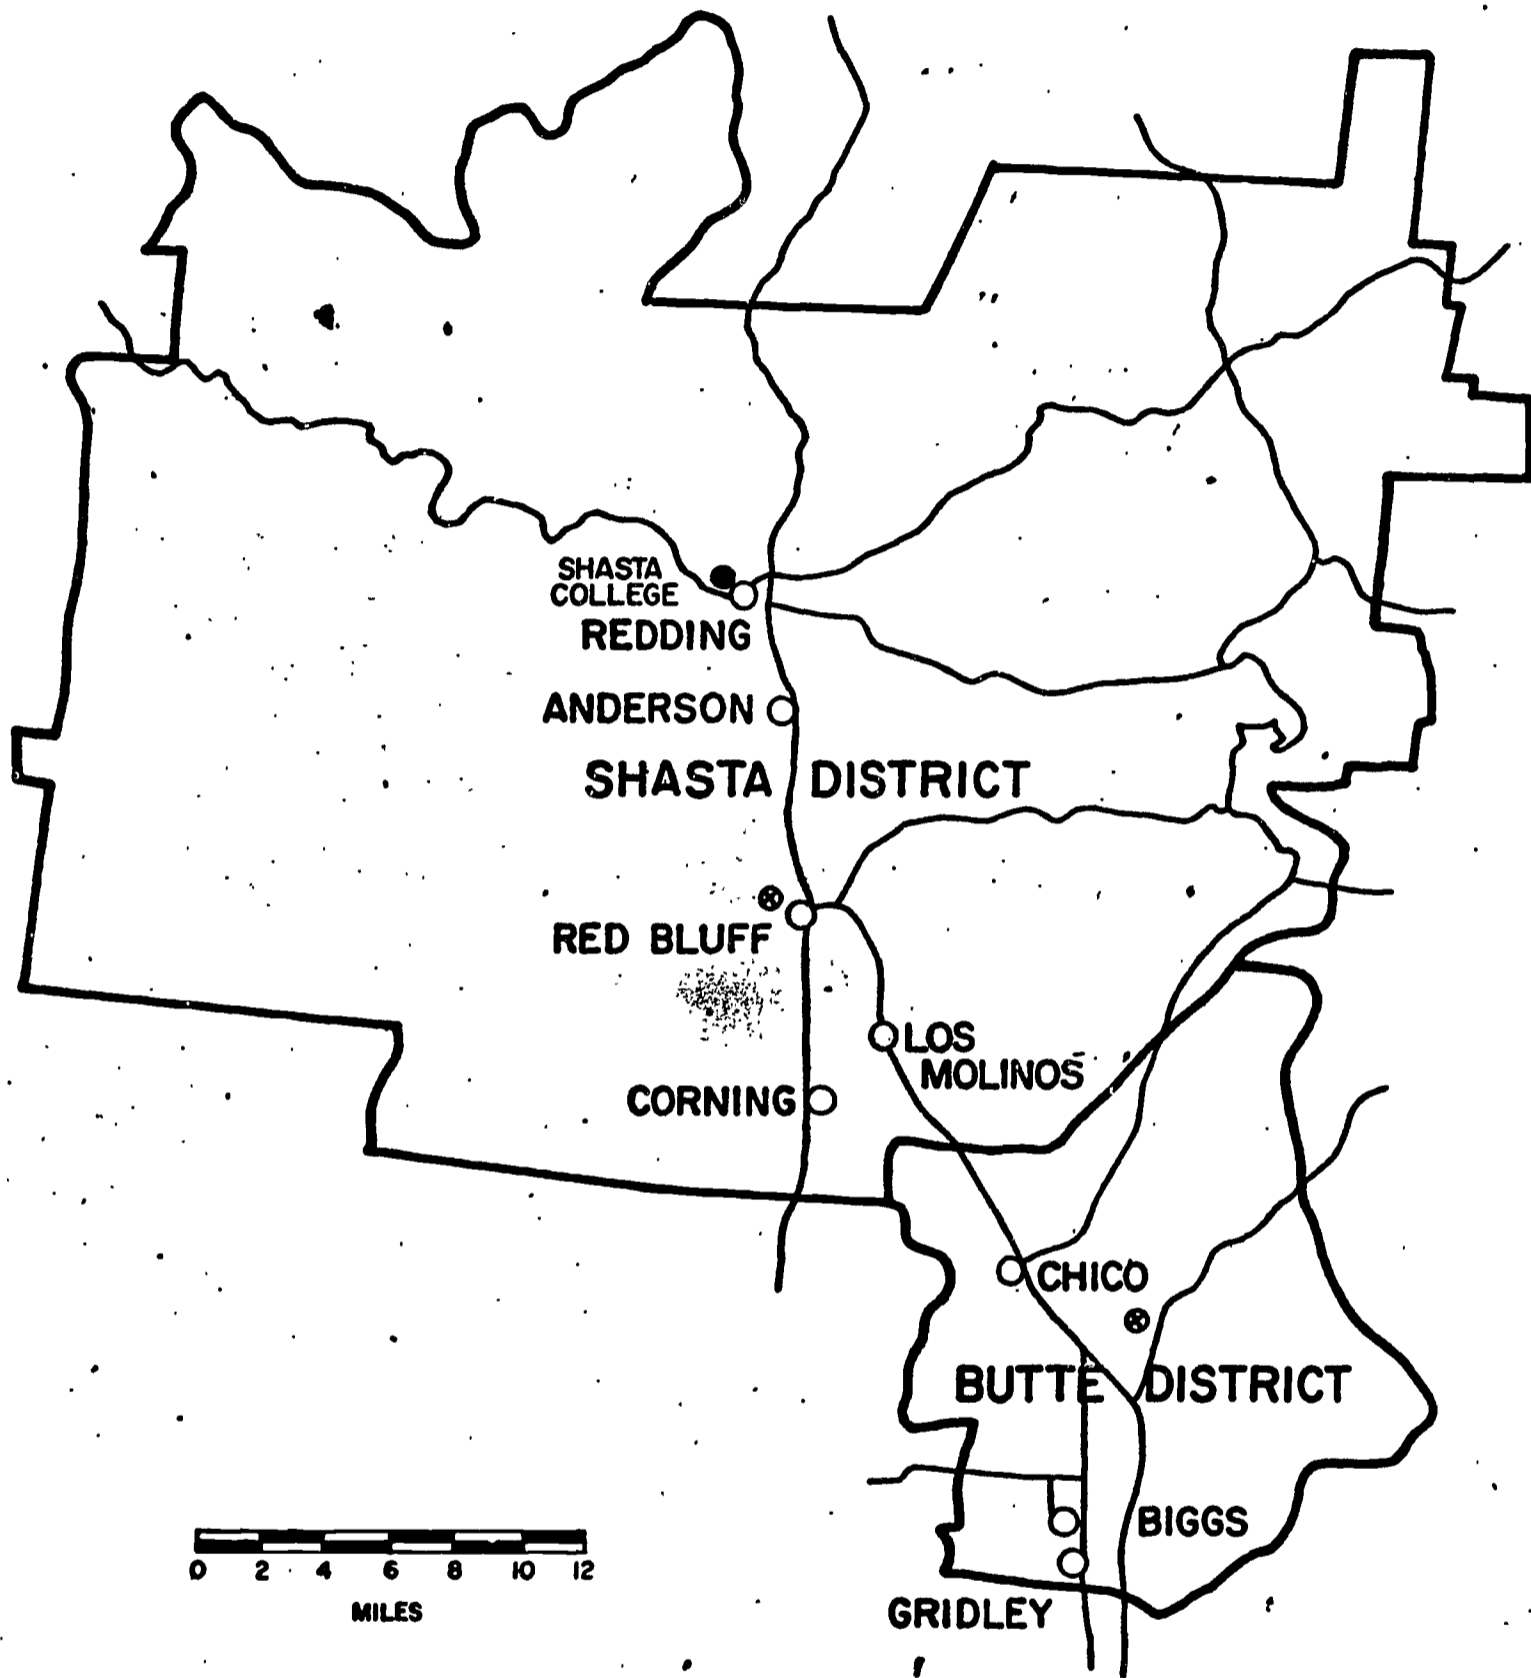 SHASTA
COLLEGE
REDDING
ANDERSON
SHASTA DISTRICT
RED BLUFF
LOS
MOLINOS
CORNING
CHICO
BUTTE DISTRICT
BIGGS
GRIDLEY
0 2 4 6 8 10 12
MILES